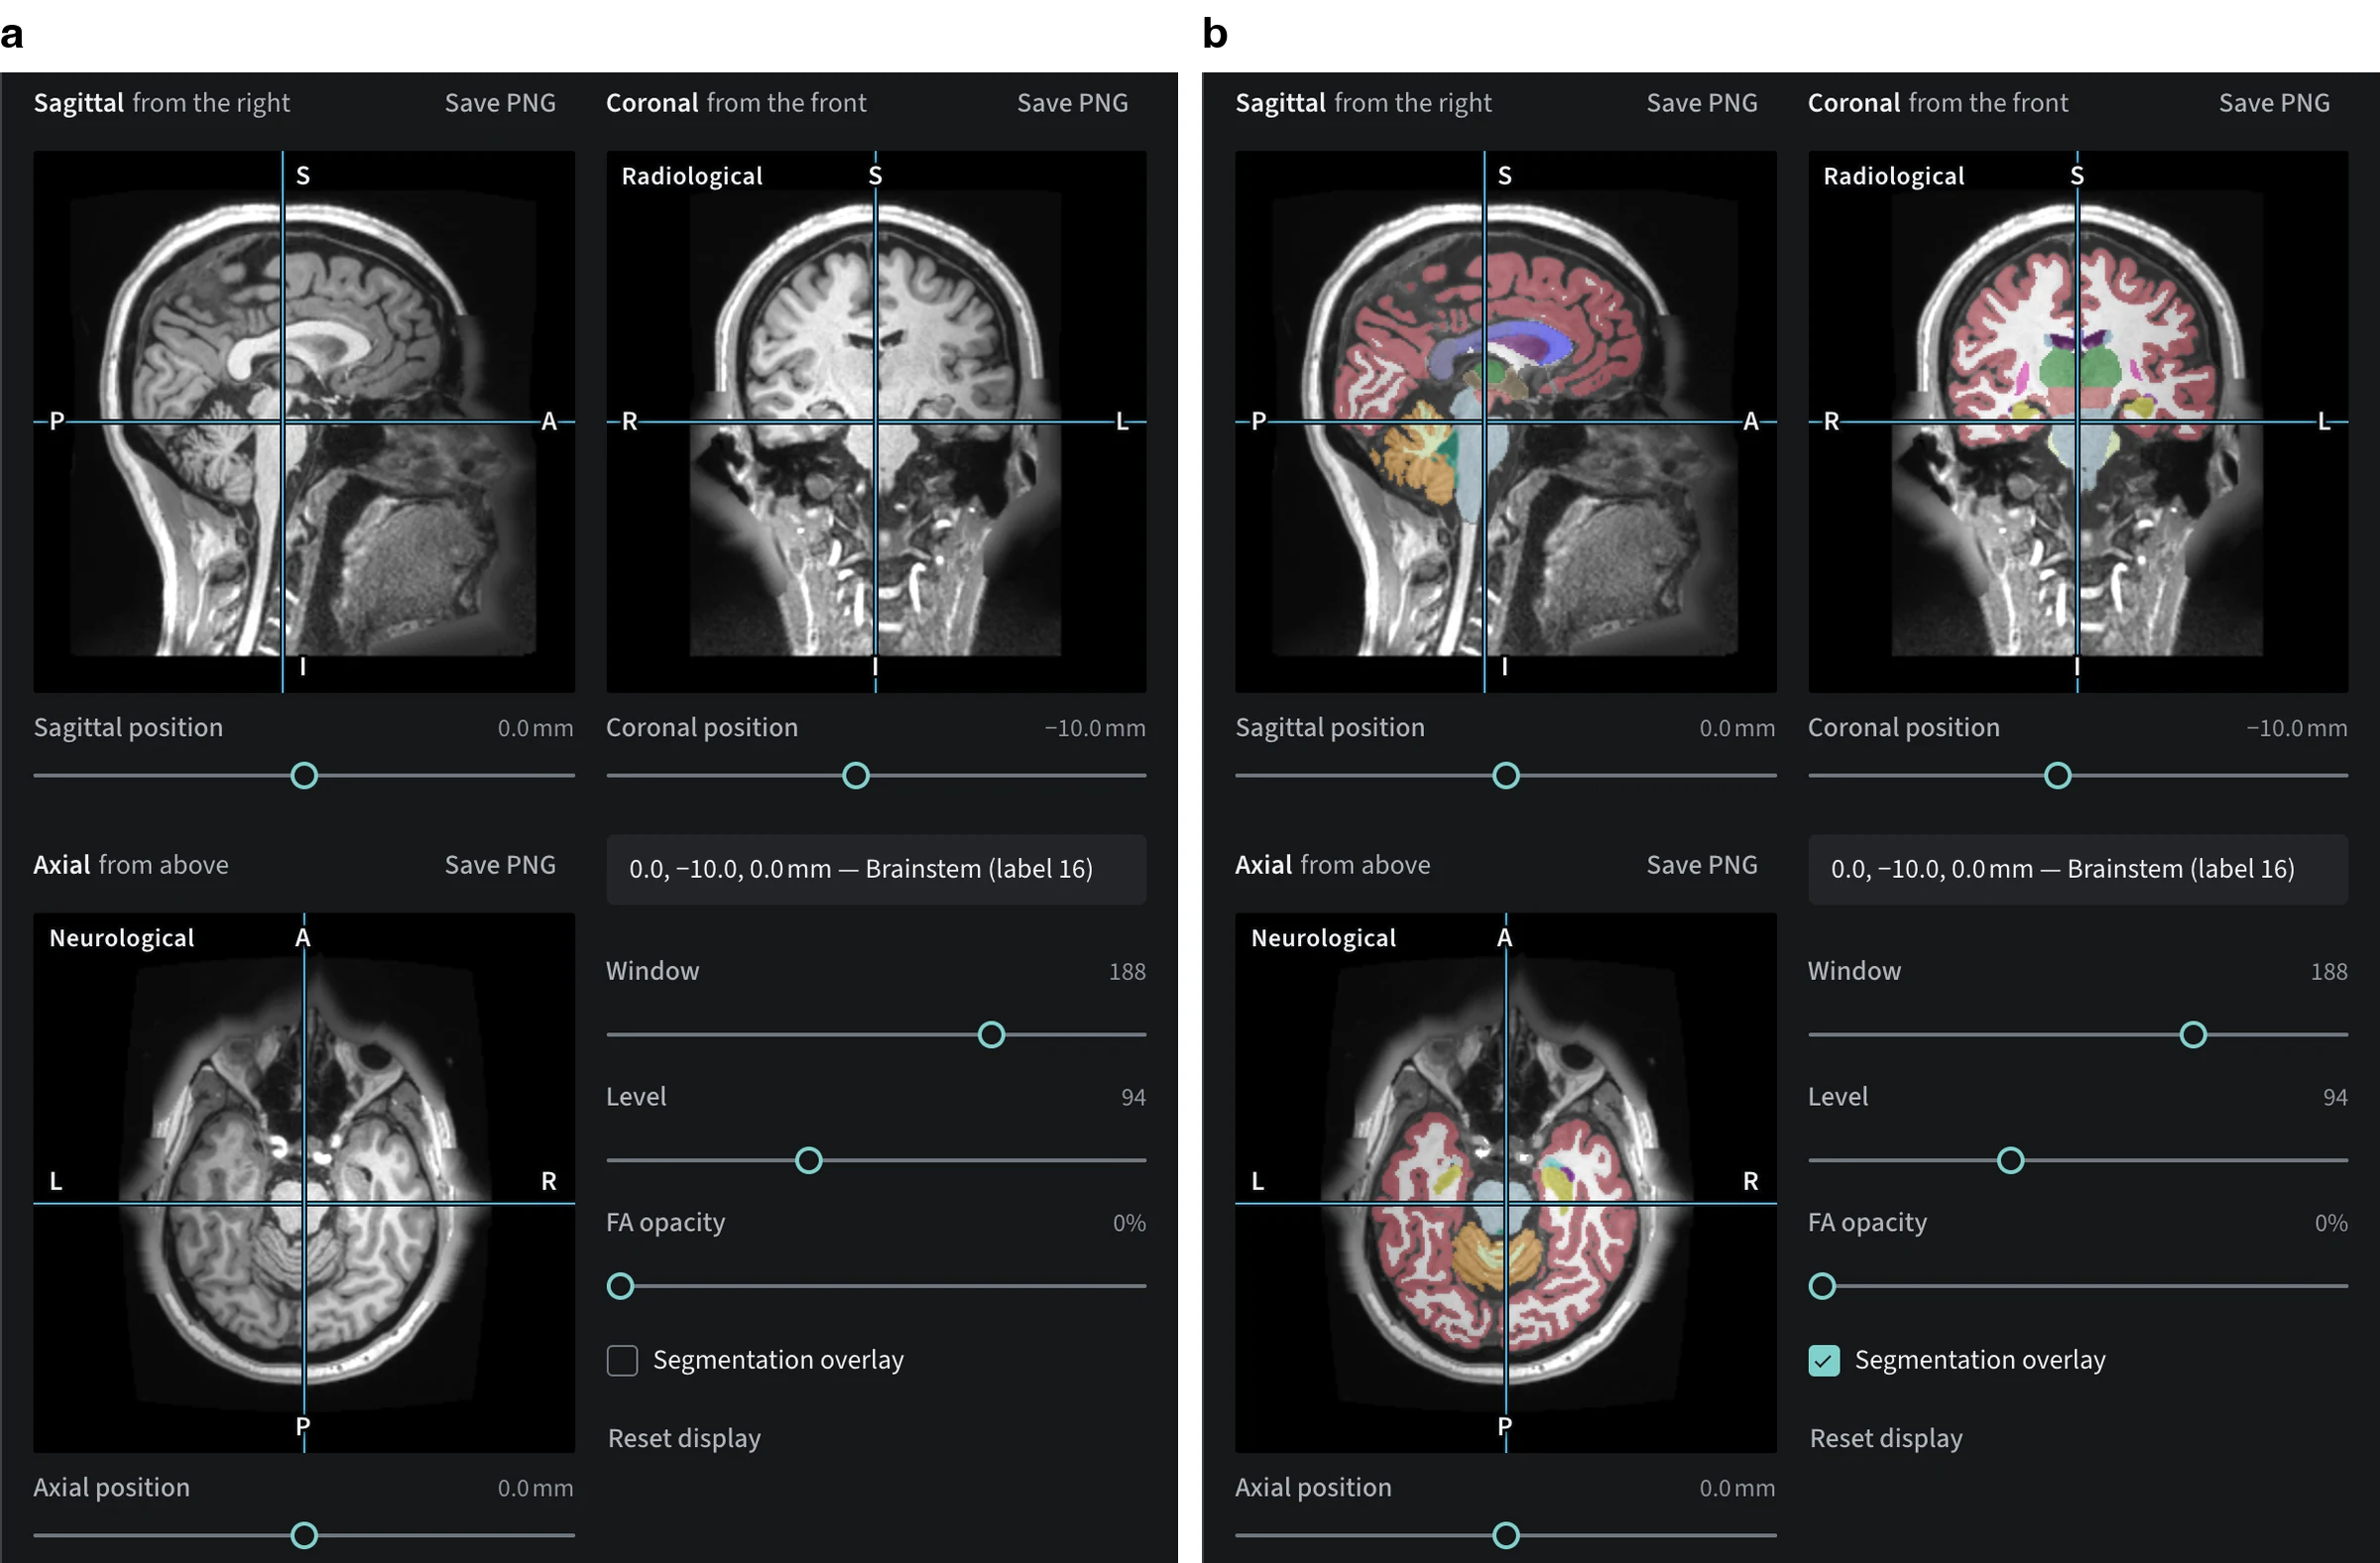 a
Sagittal from the right Save PNG
Coronal from the front Save PNG
S
P A
I
Radiological S
R L
I
Sagittal position 0.0 mm
Coronal position −10.0 mm
Axial from above Save PNG
0.0, −10.0, 0.0 mm — Brainstem (label 16)
Neurological A
L R
P
Window 188
Level 94
FA opacity 0%
Segmentation overlay
Reset display
Axial position 0.0 mm
b
Sagittal from the right Save PNG
Coronal from the front Save PNG
S
P A
I
Radiological S
R L
I
Sagittal position 0.0 mm
Coronal position −10.0 mm
Axial from above Save PNG
0.0, −10.0, 0.0 mm — Brainstem (label 16)
Neurological A
L R
P
Window 188
Level 94
FA opacity 0%
Segmentation overlay
Reset display
Axial position 0.0 mm